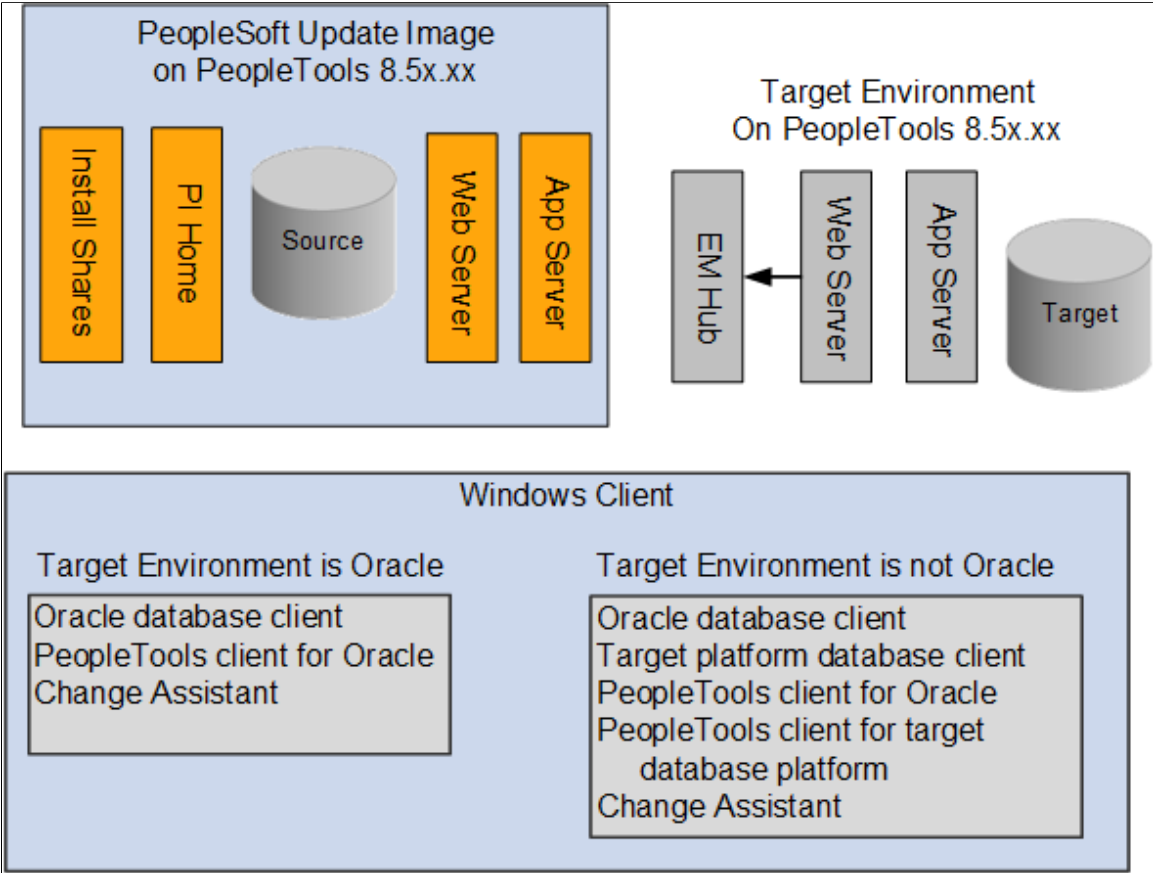 PeopleSoft Update Image
on PeopleTools 8.5x.xx
Install Shares
PI Home
Source
Web Server
App Server
Target Environment
On PeopleTools 8.5x.xx
EM Hub
Web Server
App Server
Target
Windows Client
Target Environment is Oracle
Oracle database client
PeopleTools client for Oracle
Change Assistant
Target Environment is not Oracle
Oracle database client
Target platform database client
PeopleTools client for Oracle
PeopleTools client for target
database platform
Change Assistant